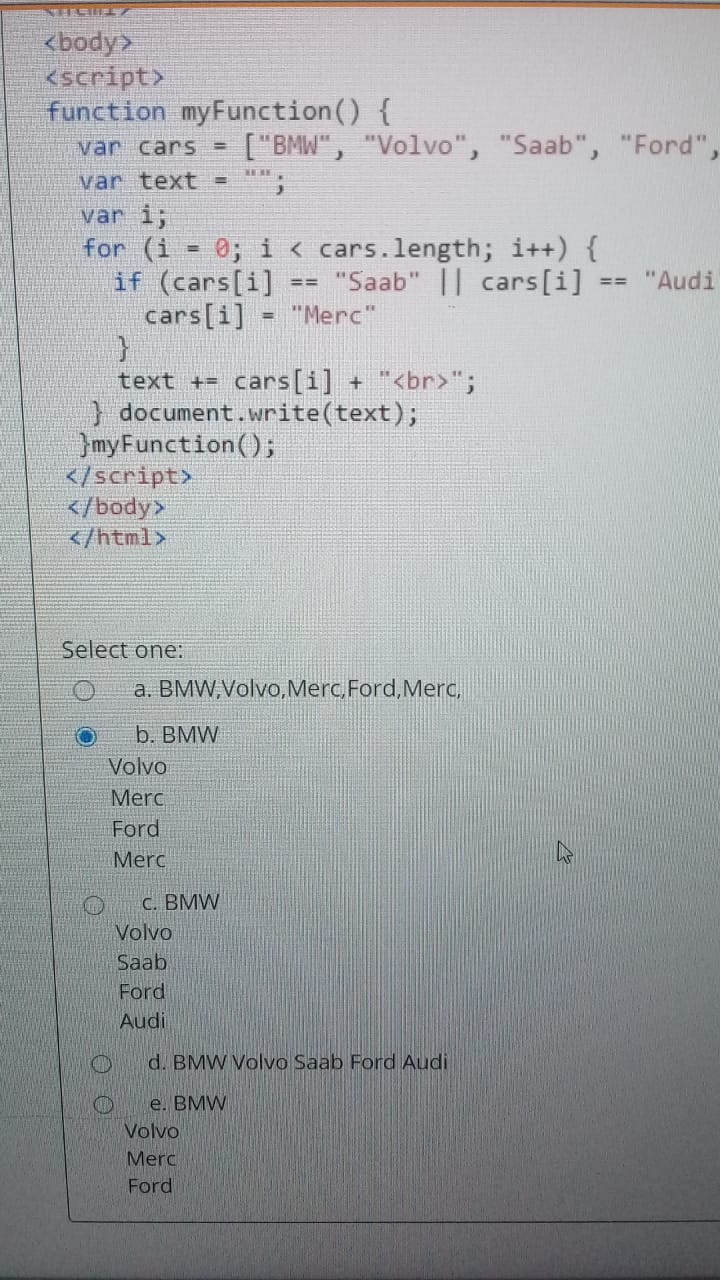 <body>
<script>
function myFunction() {
var cars = ["BMW", "Volvo", "Saab", "Ford",
var text = "";
var i;
for (i = 0; i < cars.length; i++) {
if (cars[i] == "Saab" || cars[i] == "Audi
cars[i] = "Merc"
}
text += cars[i] + "<br>";
} document.write(text);
}myFunction();
</script>
</body>
</html>
Select one:
a. BMW,Volvo,Merc,Ford,Merc,
b. BMW
Volvo
Merc
Ford
Merc
c. BMW
Volvo
Saab
Ford
Audi
d. BMW Volvo Saab Ford Audi
e. BMW
Volvo
Merc
Ford